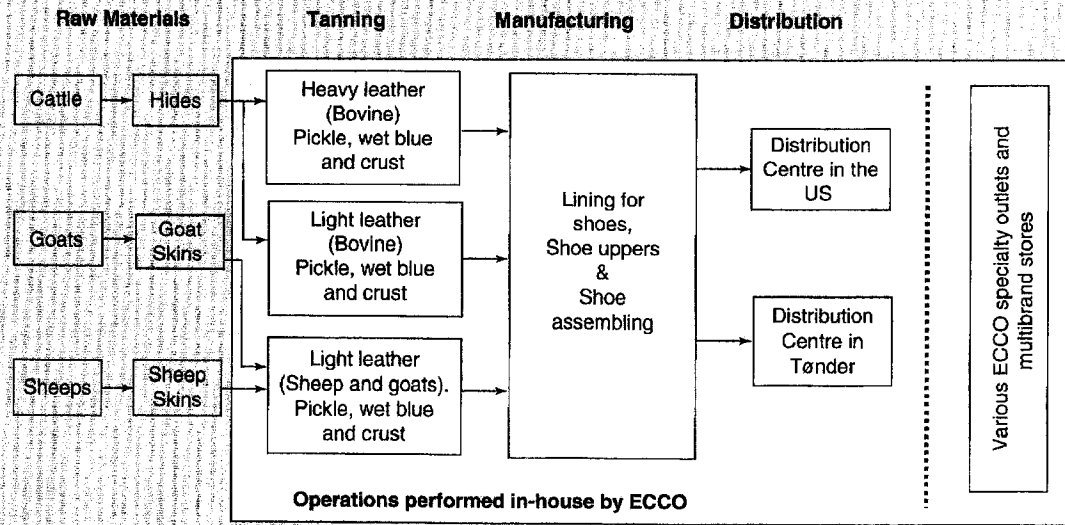 Raw Materials
Tanning
Manufacturing
Distribution
Cattle
Hides
Heavy leather
(Bovine)
Pickle, wet blue
and crust
Goats
Goat
Skins
Light leather
(Bovine)
Pickle, wet blue
and crust
Sheeps
Sheep
Skins
Light leather
(Sheep and goats).
Pickle, wet blue
and crust
Lining for
shoes,
Shoe uppers
&
Shoe
assembling
Distribution
Centre in the
US
Distribution
Centre in
Tønder
Various ECCO specialty outlets and
multibrand stores
Operations performed in-house by ECCO